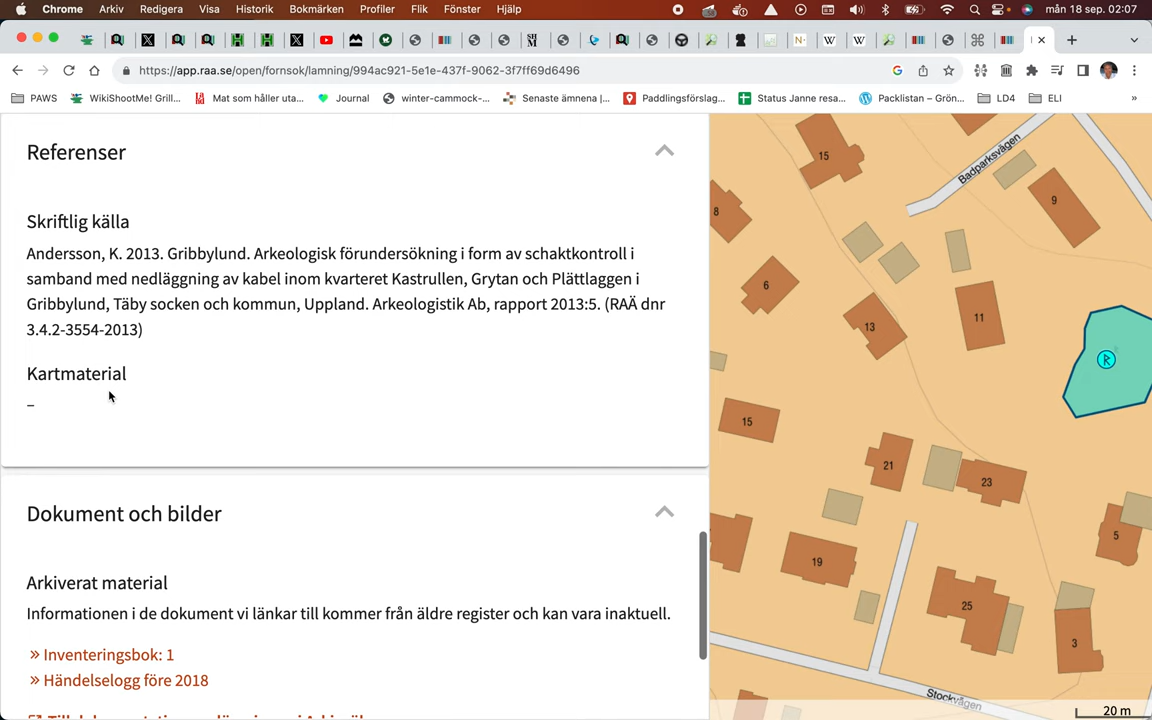 Chrome Arkiv Redigera Visa Historik Bokmärken Profiler Flik Fönster Hjälp mån 18 sep. 02:07
https://app.raa.se/open/fornsok/lamning/994ac921-5e1e-437f-9062-3f7ff69d6496
PAWS WikiShootMe! Grill... Mat som håller uta... Journal winter-cammock-... Senaste ämnena |... Paddlingsförslag... Status Janne resa... Packlistan – Grön... LD4 ELI »
Referenser
Skriftlig källa
Andersson, K. 2013. Gribbylund. Arkeologisk förundersökning i form av schaktkontroll i
samband med nedläggning av kabel inom kvarteret Kastrullen, Grytan och Plättlaggen i
Gribbylund, Täby socken och kommun, Uppland. Arkeologistik Ab, rapport 2013:5. (RAÄ dnr
3.4.2-3554-2013)
Kartmaterial
–
Dokument och bilder
Arkiverat material
Informationen i de dokument vi länkar till kommer från äldre register och kan vara inaktuell.
» Inventeringsbok: 1
» Händelselogg före 2018
15
Badparksvägen
9
8
6
13
11
R
15
21
23
5
19
25
3
Stockvägen
20 m